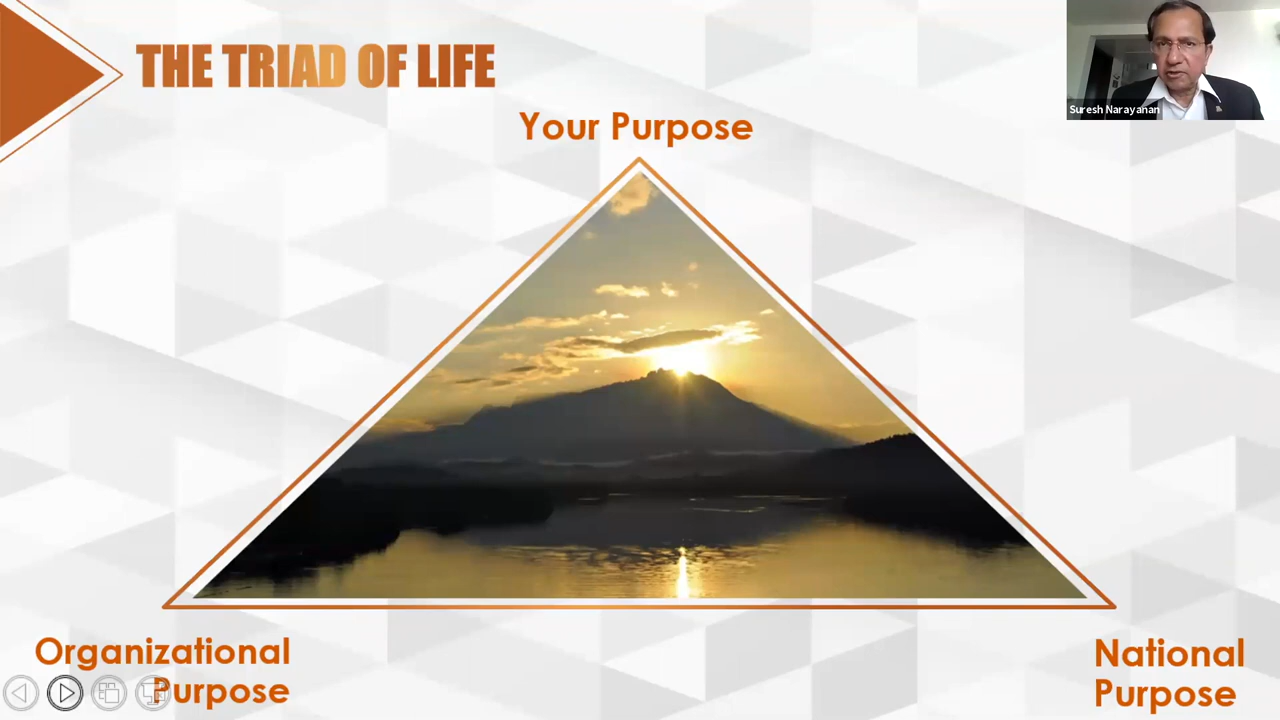 THE TRIAD OF LIFE
Suresh Narayanan
Your Purpose
Organizational
Purpose
National
Purpose